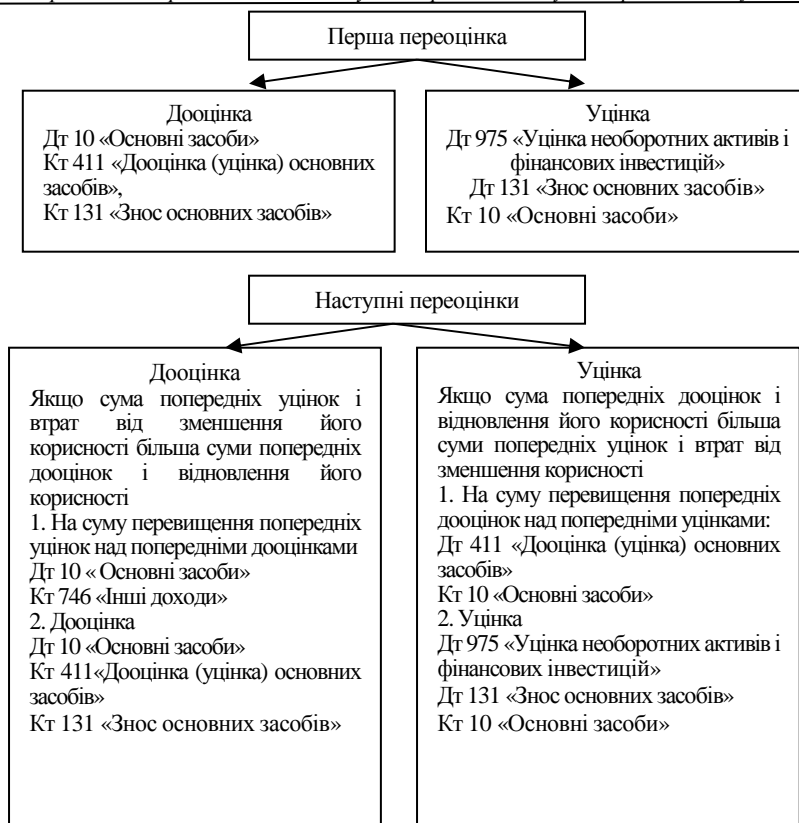 Перша переоцінка
Дооцінка
Дт 10 «Основні засоби»
Кт 411 «Дооцінка (уцінка) основних
засобів»,
Кт 131 «Знос основних засобів»
Уцінка
Дт 975 «Уцінка необоротних активів і
фінансових інвестицій»
Дт 131 «Знос основних засобів»
Кт 10 «Основні засоби»
Наступні переоцінки
Дооцінка
Якщо сума попередніх уцінок і
втрат від зменшення його
корисності більша суми попередніх
дооцінок і відновлення його
корисності
1. На суму перевищення попередніх
уцінок над попередніми дооцінками
Дт 10 « Основні засоби»
Кт 746 «Інші доходи»
2. Дооцінка
Дт 10 «Основні засоби»
Кт 411«Дооцінка (уцінка) основних
засобів»
Кт 131 «Знос основних засобів»
Уцінка
Якщо сума попередніх дооцінок і
відновлення його корисності більша
суми попередніх уцінок і втрат від
зменшення корисності
1. На суму перевищення попередніх
дооцінок над попередніми уцінками:
Дт 411 «Дооцінка (уцінка) основних
засобів»
Кт 10 «Основні засоби»
2. Уцінка
Дт 975 «Уцінка необоротних активів і
фінансових інвестицій»
Дт 131 «Знос основних засобів»
Кт 10 «Основні засоби»